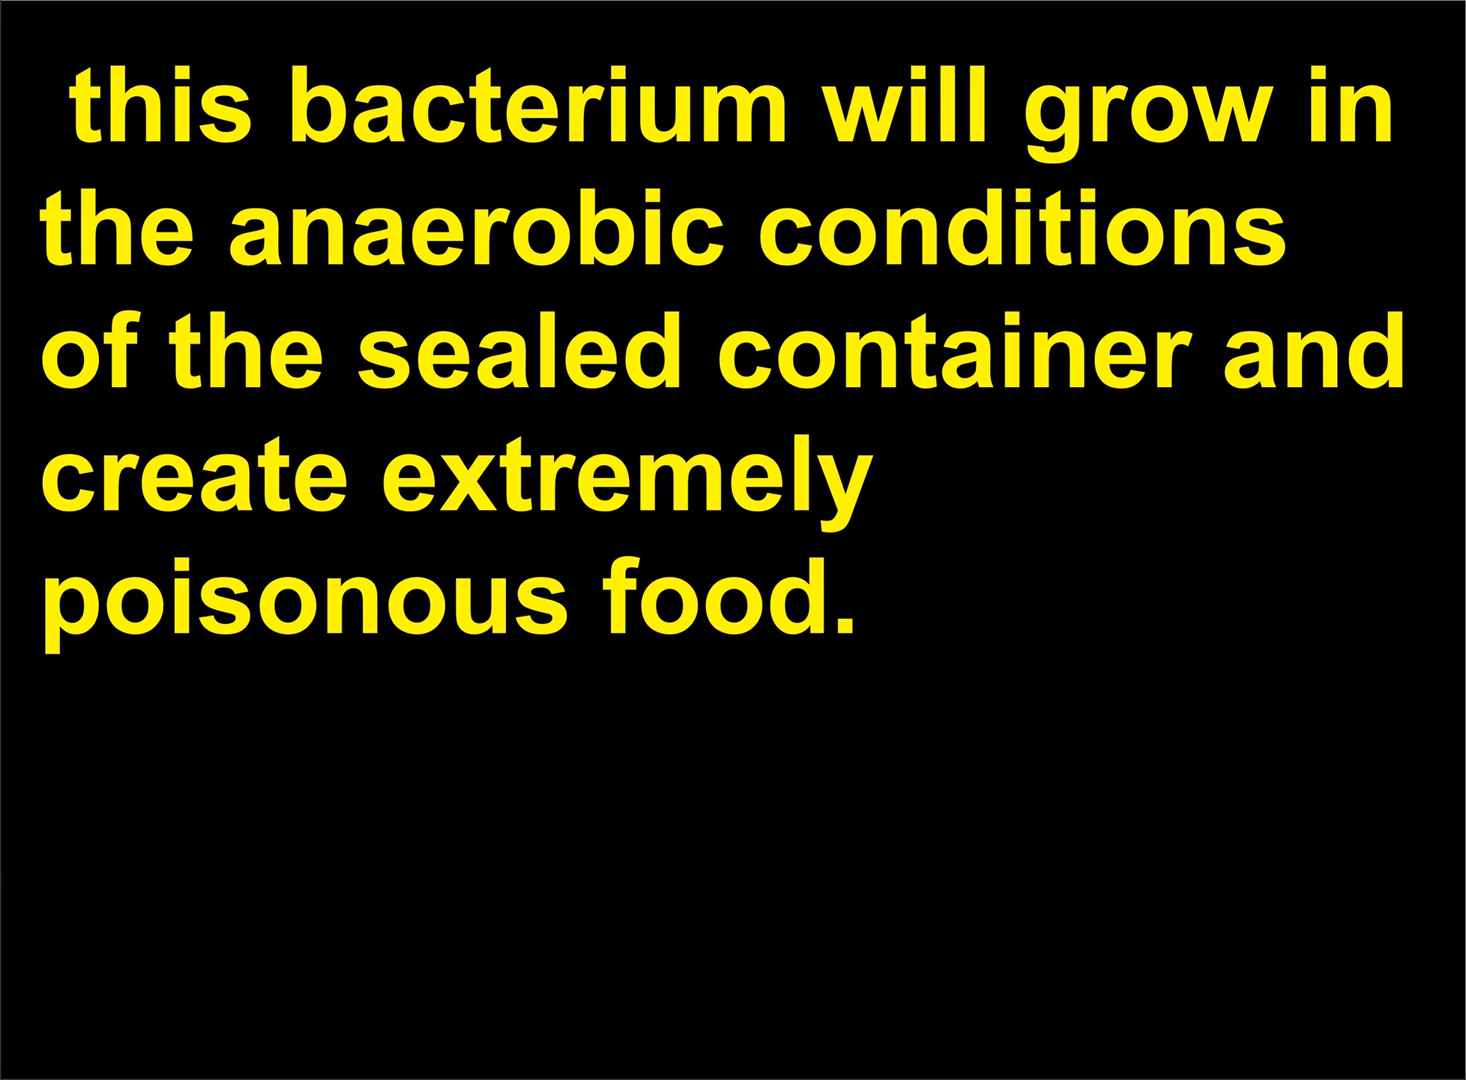 this bacterium will grow in
the anaerobic conditions
of the sealed container and
create extremely
poisonous food.